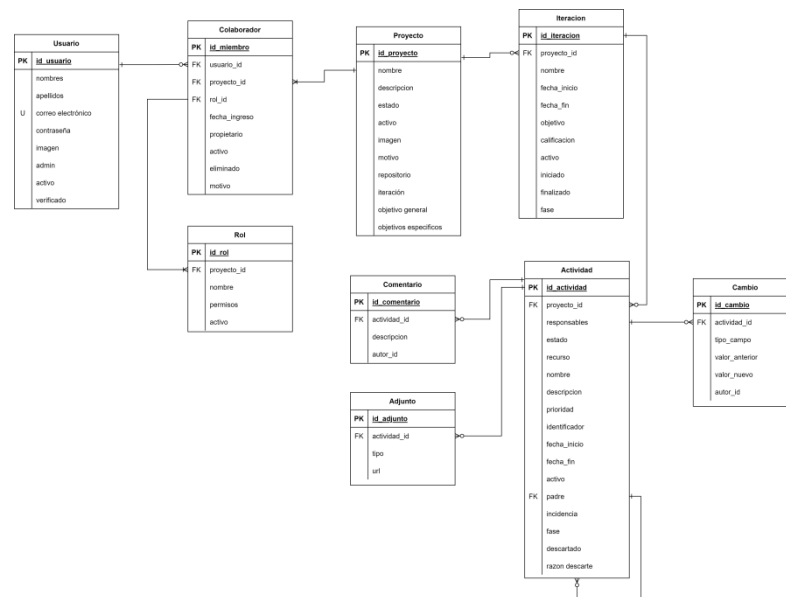 Usuario
PK id_usuario
nombres
apellidos
U correo electrónico
contraseña
imagen
admin
activo
verificado
Colaborador
PK id_miembro
FK usuario_id
FK proyecto_id
FK rol_id
fecha_ingreso
propietario
activo
eliminado
motivo
Rol
PK id_rol
FK proyecto_id
nombre
permisos
activo
Proyecto
PK id_proyecto
nombre
descripcion
estado
activo
imagen
motivo
repositorio
iteración
objetivo general
objetivos especificos
Iteracion
PK id_iteracion
FK proyecto_id
nombre
fecha_inicio
fecha_fin
objetivo
calificacion
activo
iniciado
finalizado
fase
Comentario
PK id_comentario
FK actividad_id
descripcion
autor_id
Adjunto
PK id_adjunto
FK actividad_id
tipo
url
Actividad
PK id_actividad
FK proyecto_id
responsables
estado
recurso
nombre
descripcion
prioridad
identificador
fecha_inicio
fecha_fin
activo
FK padre
incidencia
fase
descartado
razon descarte
Cambio
PK id_cambio
FK actividad_id
tipo_campo
valor_anterior
valor_nuevo
autor_id